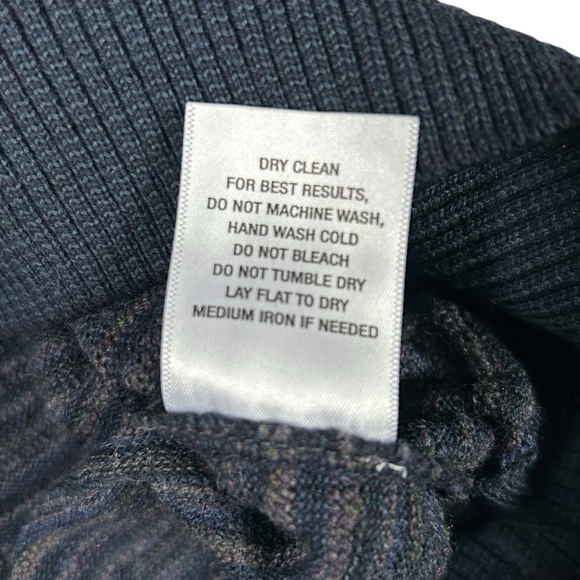 DRY CLEAN
FOR BEST RESULTS,
DO NOT MACHINE WASH,
HAND WASH COLD
DO NOT BLEACH
DO NOT TUMBLE DRY
LAY FLAT TO DRY
MEDIUM IRON IF NEEDED